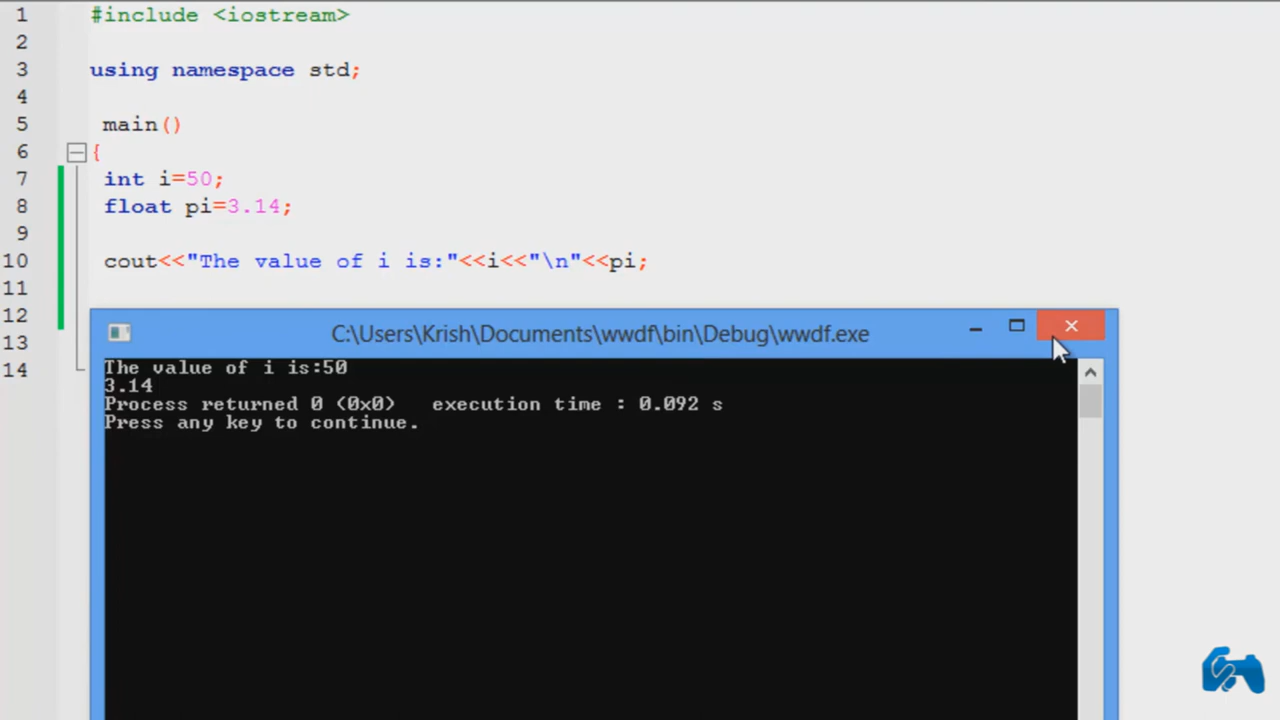 1 #include <iostream>
2
3 using namespace std;
4
5 main()
6 {
7 int i=50;
8 float pi=3.14;
9
10 cout<<"The value of i is:"<<i<<"\n"<<pi;
11
12
13
14
C:\Users\Krish\Documents\wwdf\bin\Debug\wwdf.exe
The value of i is:50
3.14
Process returned 0 (0x0)   execution time : 0.092 s
Press any key to continue.